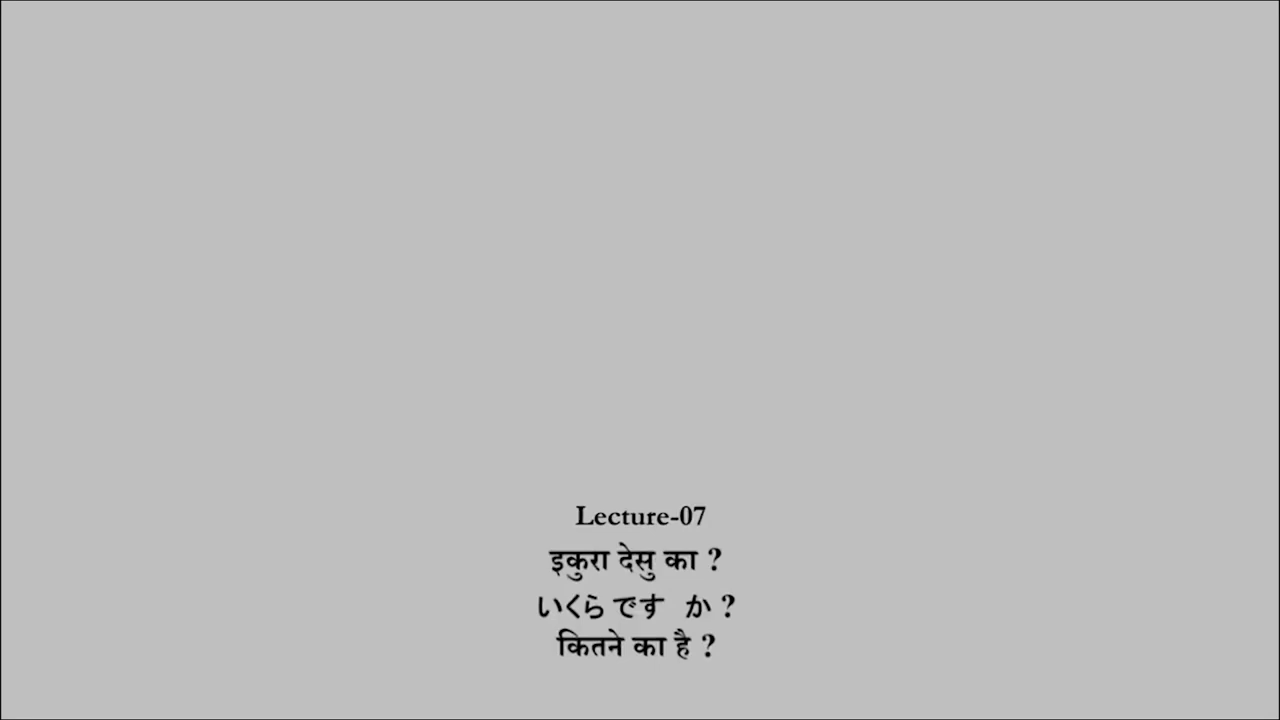 Lecture-07
इकुरा देसु का ?
いくら です か ?
कितने का है ?